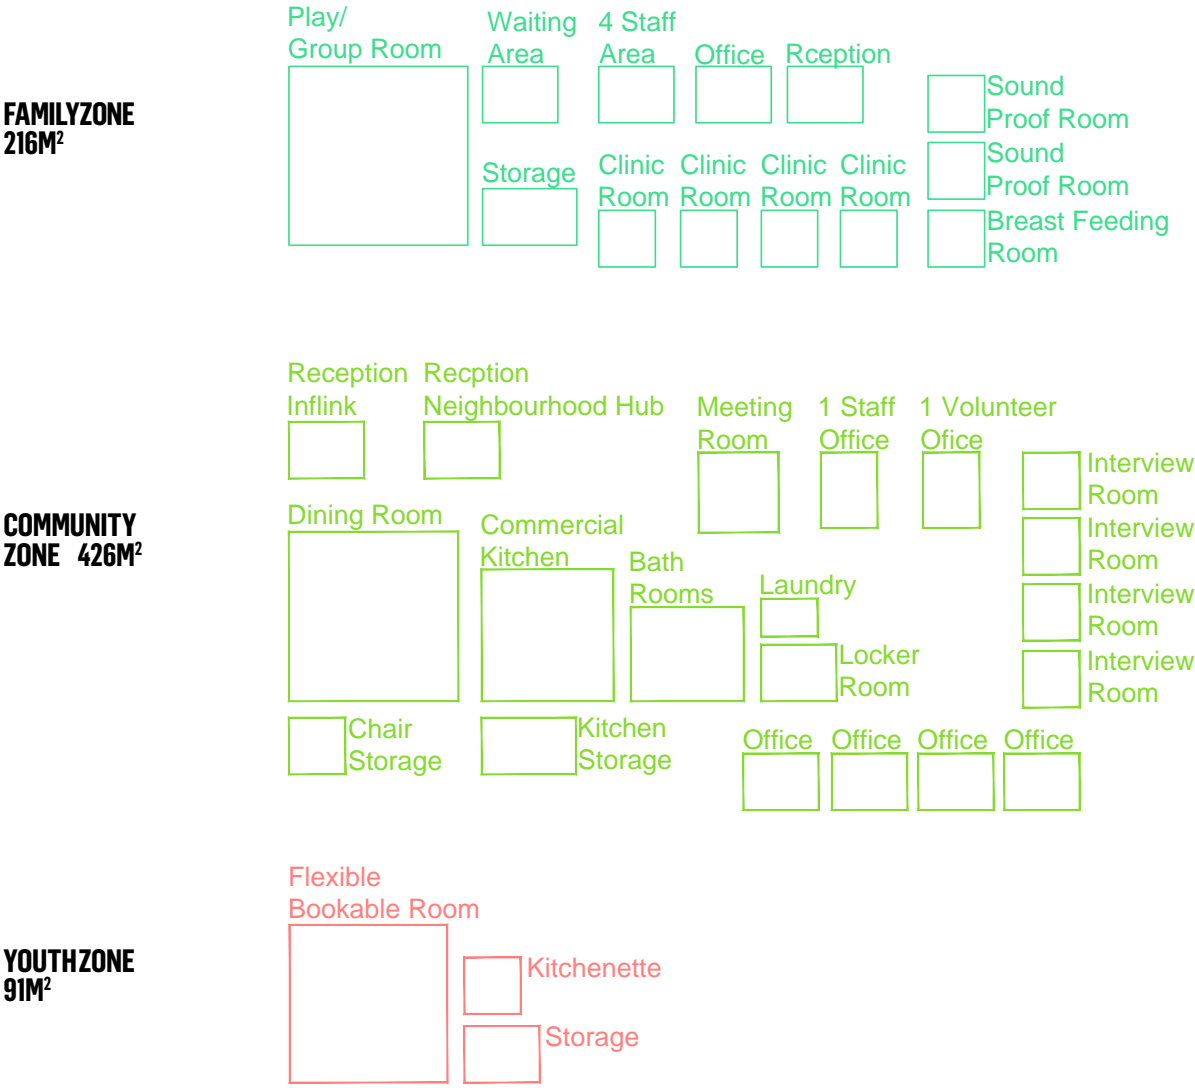 FAMILYZONE
216M²
Play/
Group Room
Waiting
Area
4 Staff
Area
Office
Rception
Sound
Proof Room
Sound
Proof Room
Breast Feeding
Room
Storage
Clinic
Room
Clinic
Room
Clinic
Room
Clinic
Room
COMMUNITY
ZONE 426M²
Reception
Inflink
Recption
Neighbourhood Hub
Meeting
Room
1 Staff
Office
1 Volunteer
Ofice
Interview
Room
Interview
Room
Interview
Room
Interview
Room
Dining Room
Commercial
Kitchen
Bath
Rooms
Laundry
Locker
Room
Chair
Storage
Kitchen
Storage
Office
Office
Office
Office
YOUTHZONE
91M²
Flexible
Bookable Room
Kitchenette
Storage